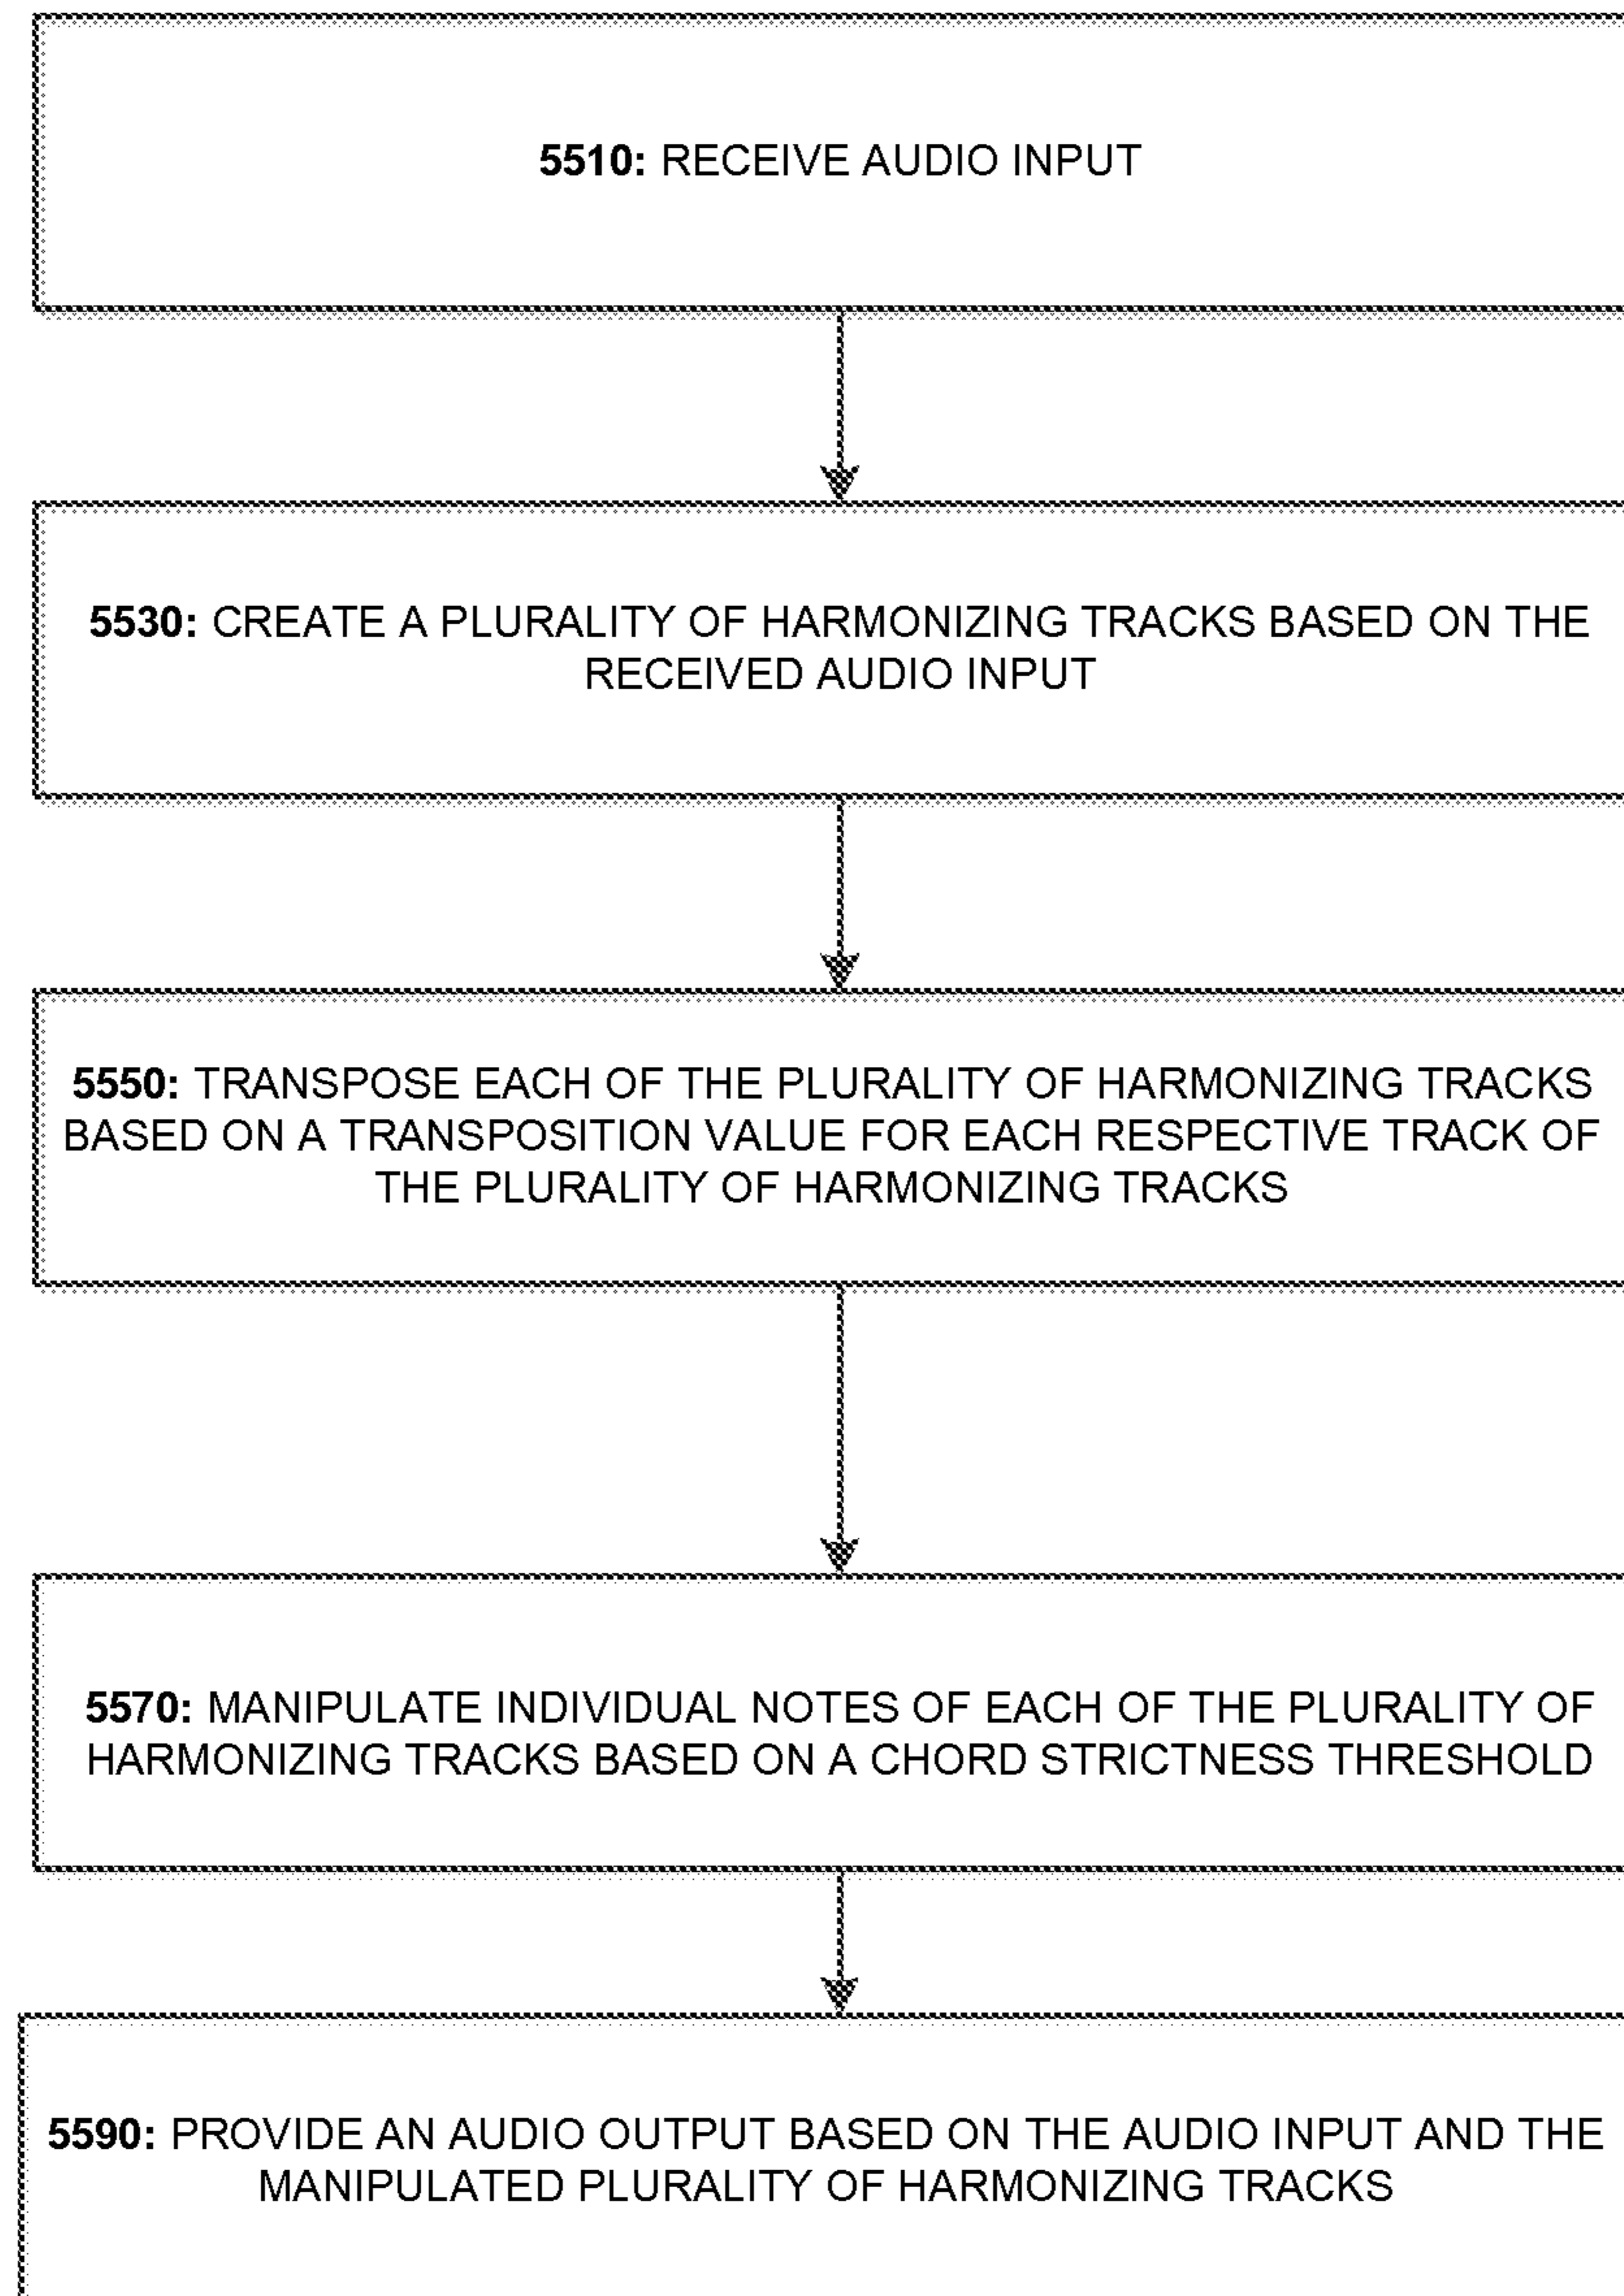 5510: RECEIVE AUDIO INPUT
5530: CREATE A PLURALITY OF HARMONIZING TRACKS BASED ON THE
RECEIVED AUDIO INPUT
5550: TRANSPOSE EACH OF THE PLURALITY OF HARMONIZING TRACKS
BASED ON A TRANSPOSITION VALUE FOR EACH RESPECTIVE TRACK OF
THE PLURALITY OF HARMONIZING TRACKS
5570: MANIPULATE INDIVIDUAL NOTES OF EACH OF THE PLURALITY OF
HARMONIZING TRACKS BASED ON A CHORD STRICTNESS THRESHOLD
5590: PROVIDE AN AUDIO OUTPUT BASED ON THE AUDIO INPUT AND THE
MANIPULATED PLURALITY OF HARMONIZING TRACKS